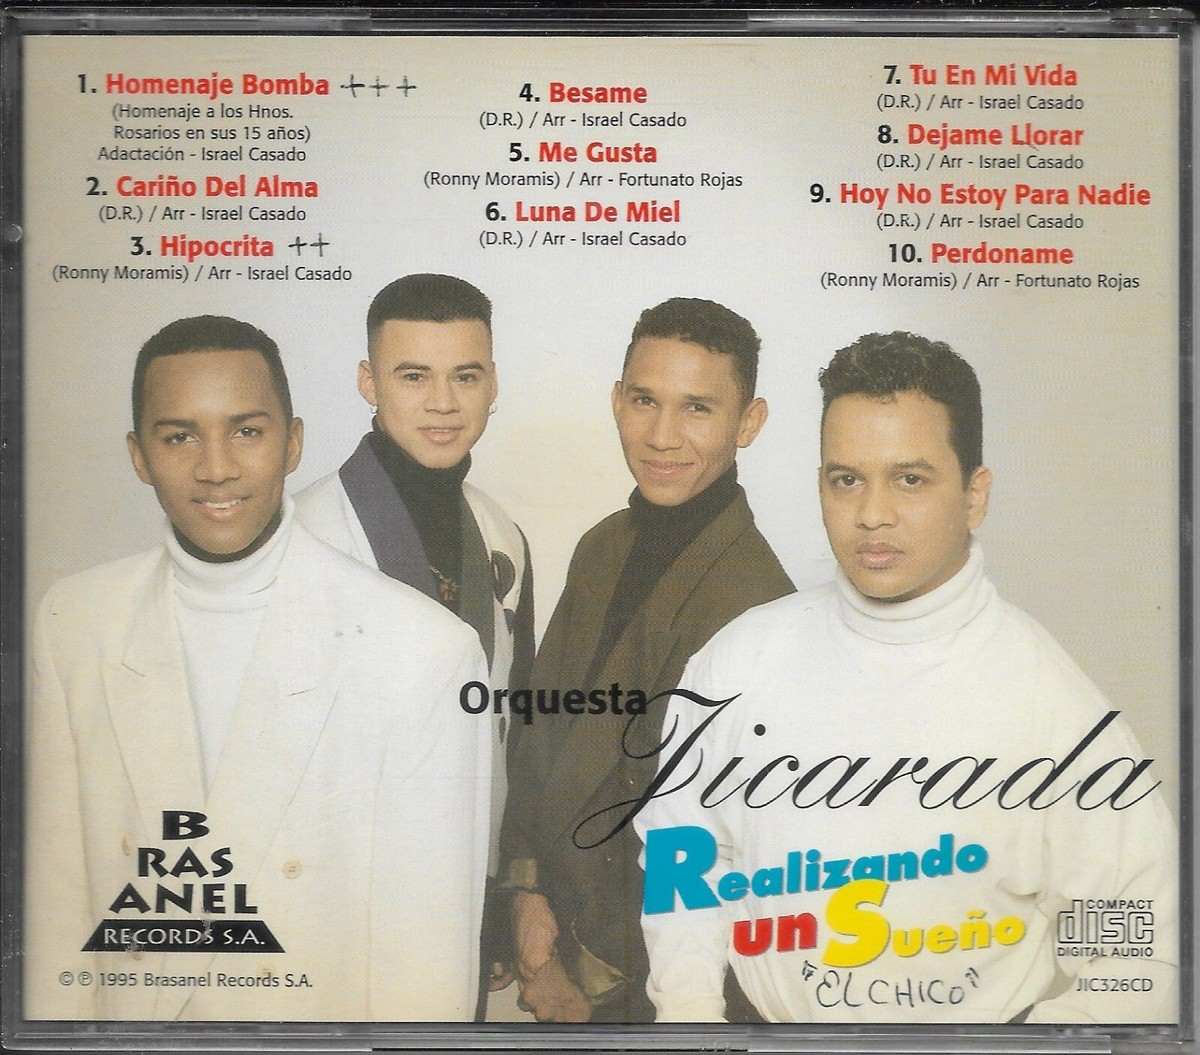 1. Homenaje Bomba +++
(Homenaje a los Hnos.
Rosarios en sus 15 años)
Adactación - Israel Casado
2. Cariño Del Alma
(D.R.) / Arr - Israel Casado
3. Hipocrita ++
(Ronny Moramis) / Arr - Israel Casado
4. Besame
(D.R.) / Arr - Israel Casado
5. Me Gusta
(Ronny Moramis) / Arr - Fortunato Rojas
6. Luna De Miel
(D.R.) / Arr - Israel Casado
7. Tu En Mi Vida
(D.R.) / Arr - Israel Casado
8. Dejame Llorar
(D.R.) / Arr - Israel Casado
9. Hoy No Estoy Para Nadie
(D.R.) / Arr - Israel Casado
10. Perdoname
(Ronny Moramis) / Arr - Fortunato Rojas
Orquesta
Jicarada
Realizando
un Sueño
"EL CHICO"
B
RAS
ANEL
RECORDS S.A.
© ℗ 1995 Brasanel Records S.A.
COMPACT
disc
DIGITAL AUDIO
JIC326CD